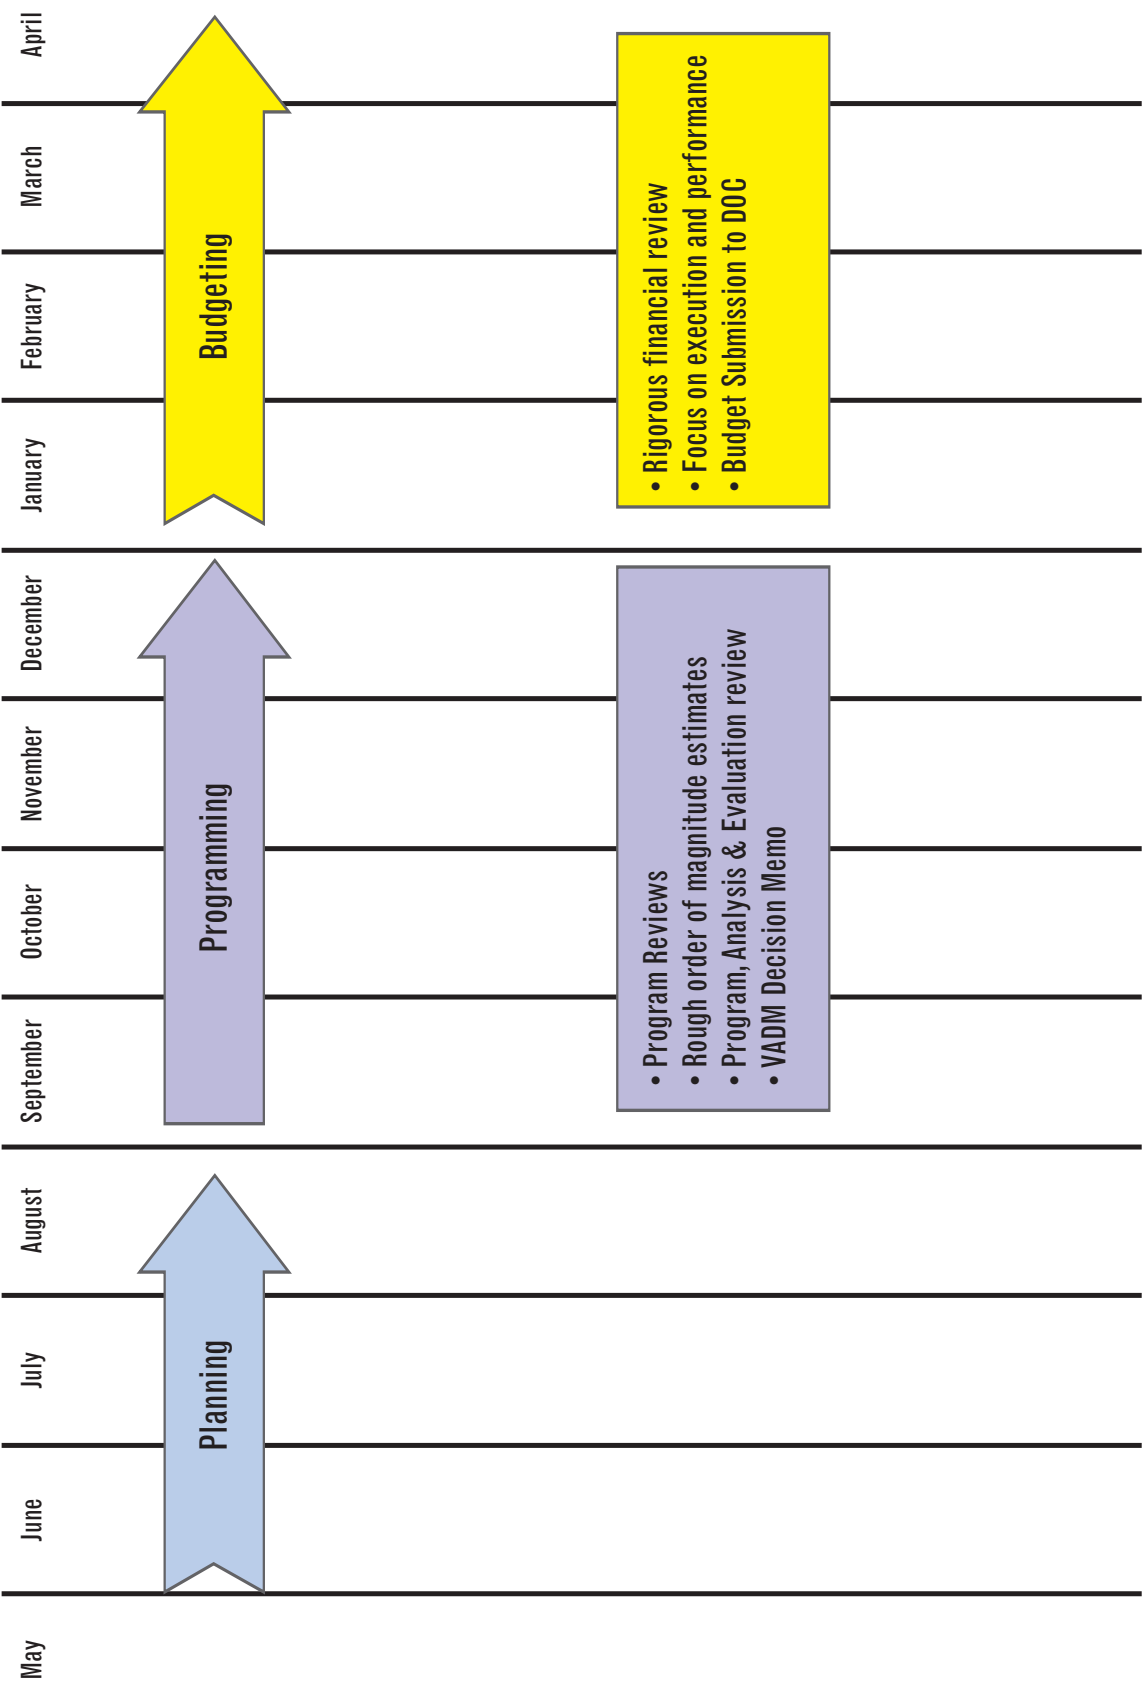 May
June
July
August
September
October
November
December
January
February
March
April
Planning
Programming
Budgeting
• Program Reviews
• Rough order of magnitude estimates
• Program, Analysis & Evaluation review
• VADM Decision Memo
• Rigorous financial review
• Focus on execution and performance
• Budget Submission to DOC